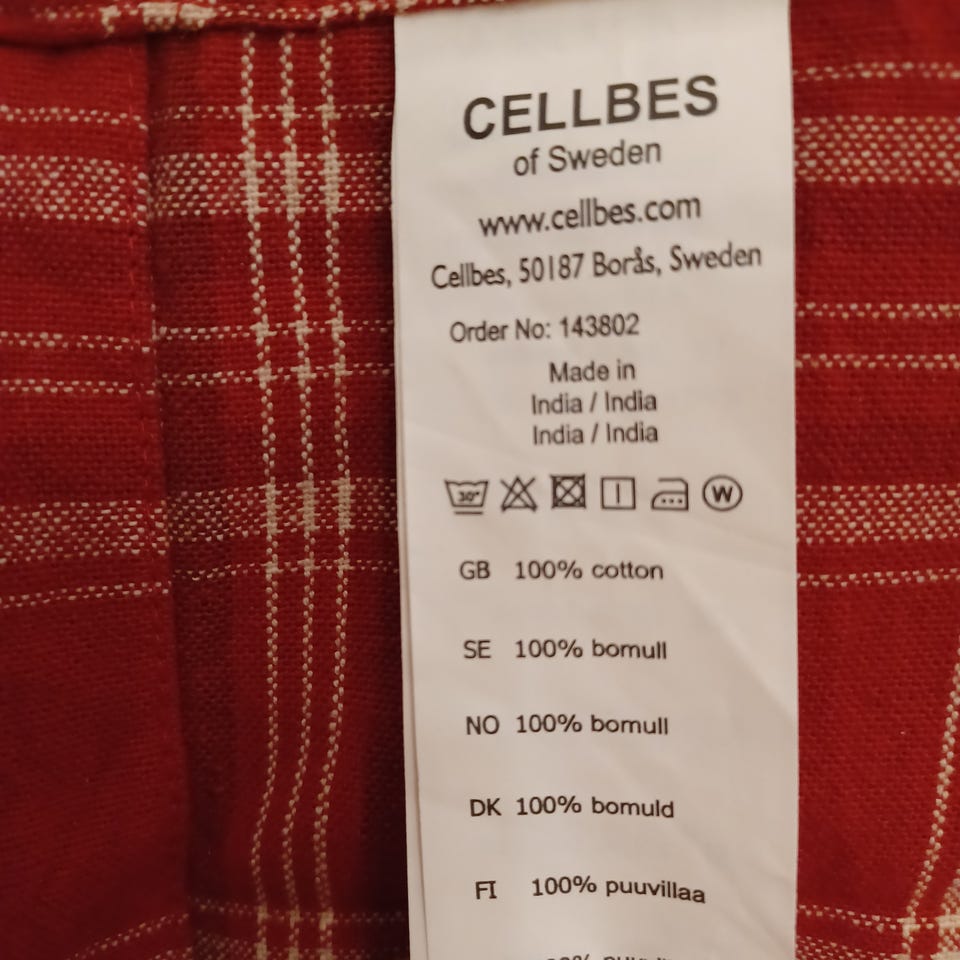 CELLBES
of Sweden
www.cellbes.com
Cellbes, 50187 Borås, Sweden
Order No: 143802
Made in
India / India
India / India
30° W
GB 100% cotton
SE 100% bomull
NO 100% bomull
DK 100% bomuld
FI 100% puuvillaa